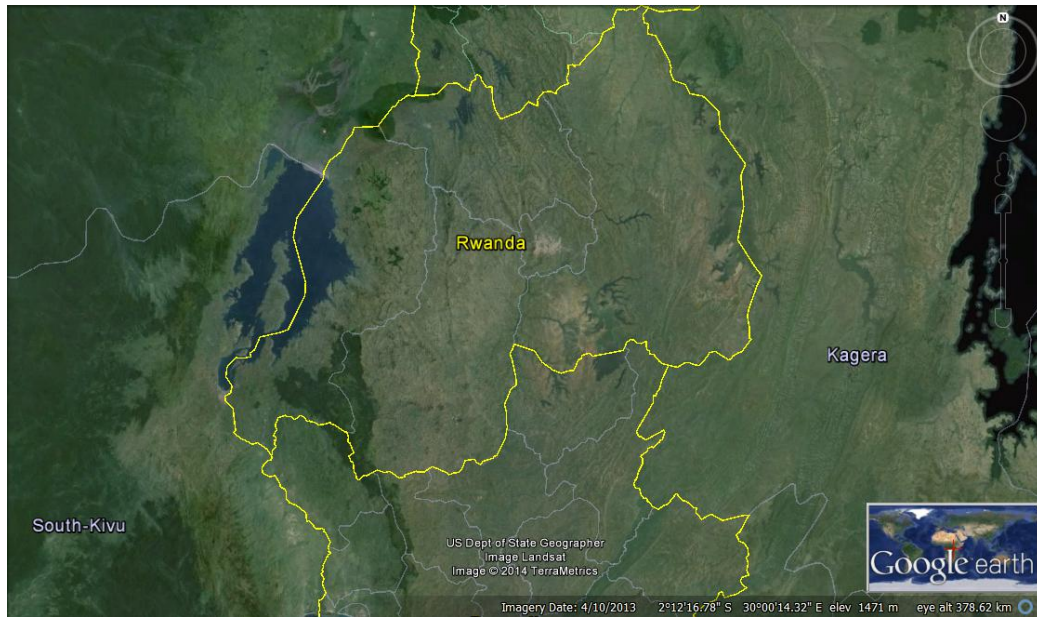 N
Rwanda
Kagera
South-Kivu
US Dept of State Geographer
Image Landsat
Image © 2014 TerraMetrics
Google earth
Imagery Date: 4/10/2013 2°12'16.78" S 30°00'14.32" E elev 1471 m eye alt 378.62 km